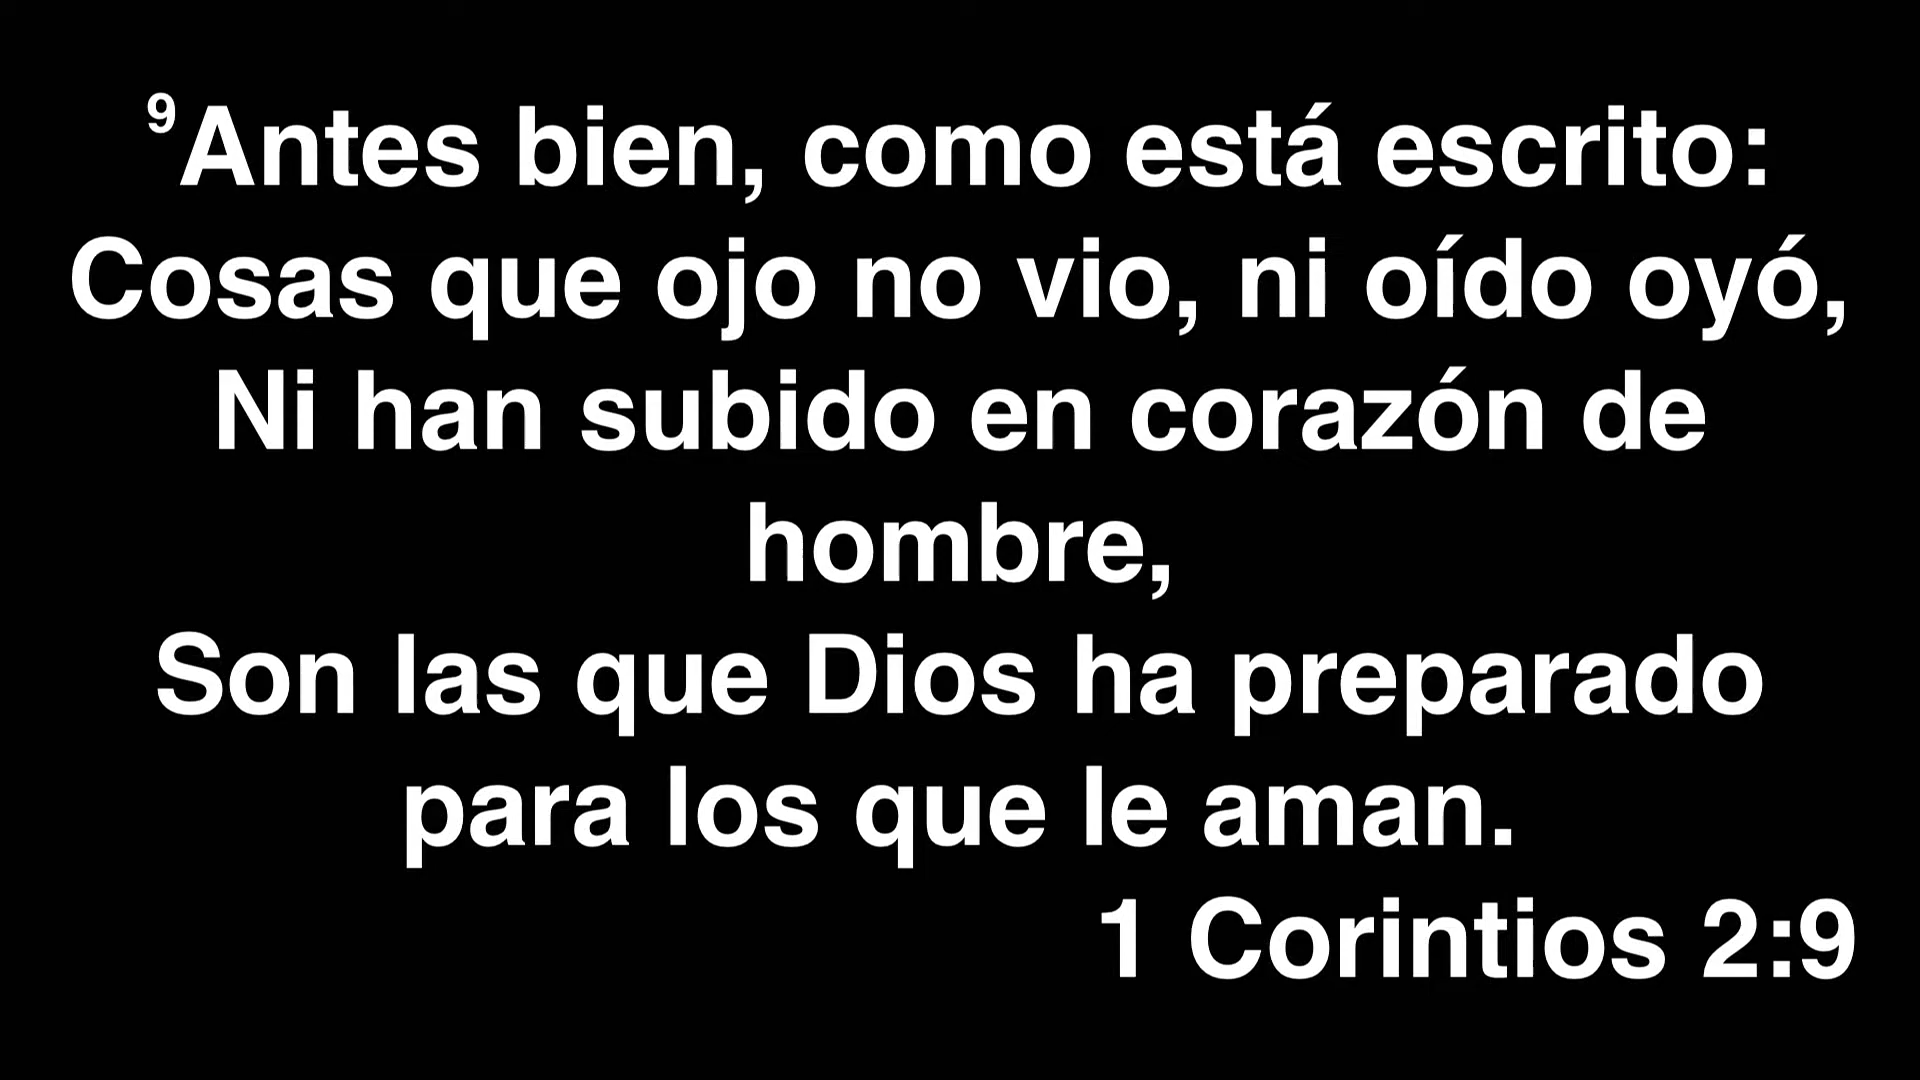 ⁹Antes bien, como está escrito:
Cosas que ojo no vio, ni oído oyó,
Ni han subido en corazón de
hombre,
Son las que Dios ha preparado
para los que le aman.
1 Corintios 2:9